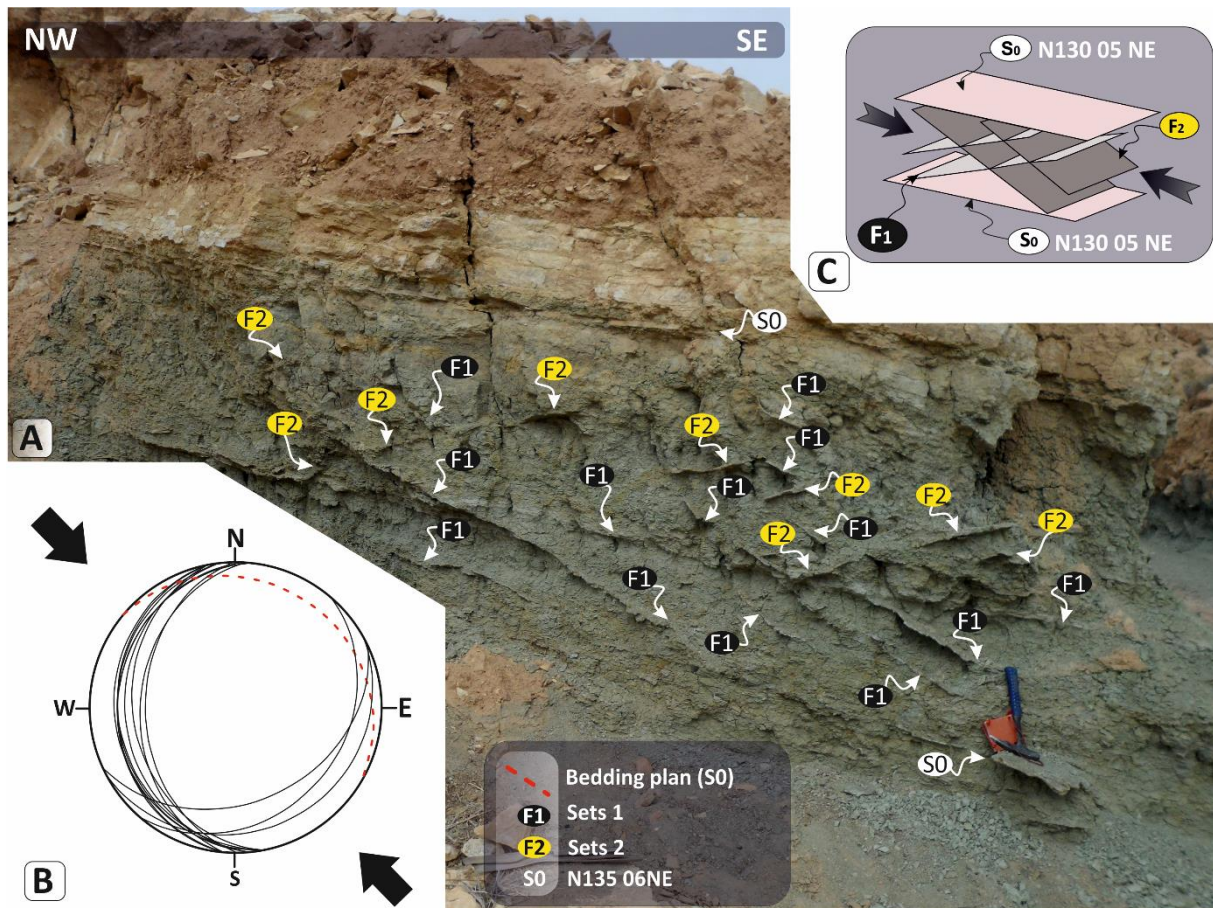 NW
SE
S0 N130 05 NE
F2
F1
S0 N130 05 NE
C
F2
S0
F1
F2
F2
F1
F2
F2
F1
F1
F1
F1
F2
F2
F2
F1
F1
F2
F1
F1
F1
F1
F1
F1
S0
A
N
W
E
S
B
Bedding plan (S0)
F1 Sets 1
F2 Sets 2
S0 N135 06NE